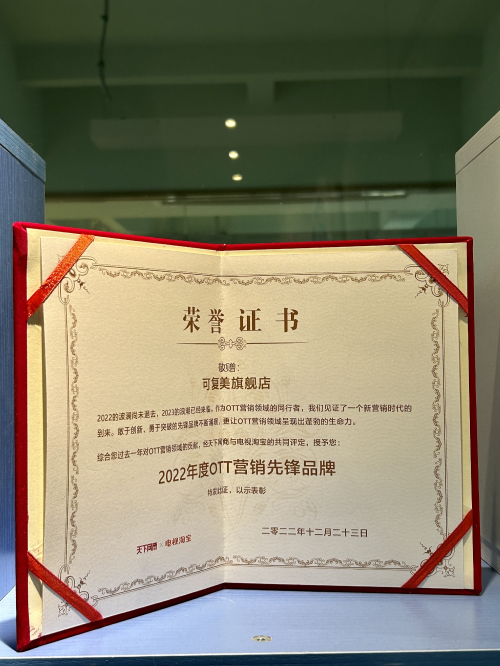 荣誉证书
敬赠：
可复美旗舰店
2022的波澜尚未退去，2023的浪潮已经来临。作为OTT营销领域的同行者，我们见证了一个新营销时代的
到来。敢于创新、勇于突破的先锋品牌不断涌现，更让OTT营销领域呈现出蓬勃的生命力。
综合您过去一年对OTT营销领域的贡献，经天下网商与电视淘宝的共同评定，授予您：
2022年度OTT营销先锋品牌
特发此证，以示表彰
二零二二年十二月二十三日
天下网商 × 电视淘宝